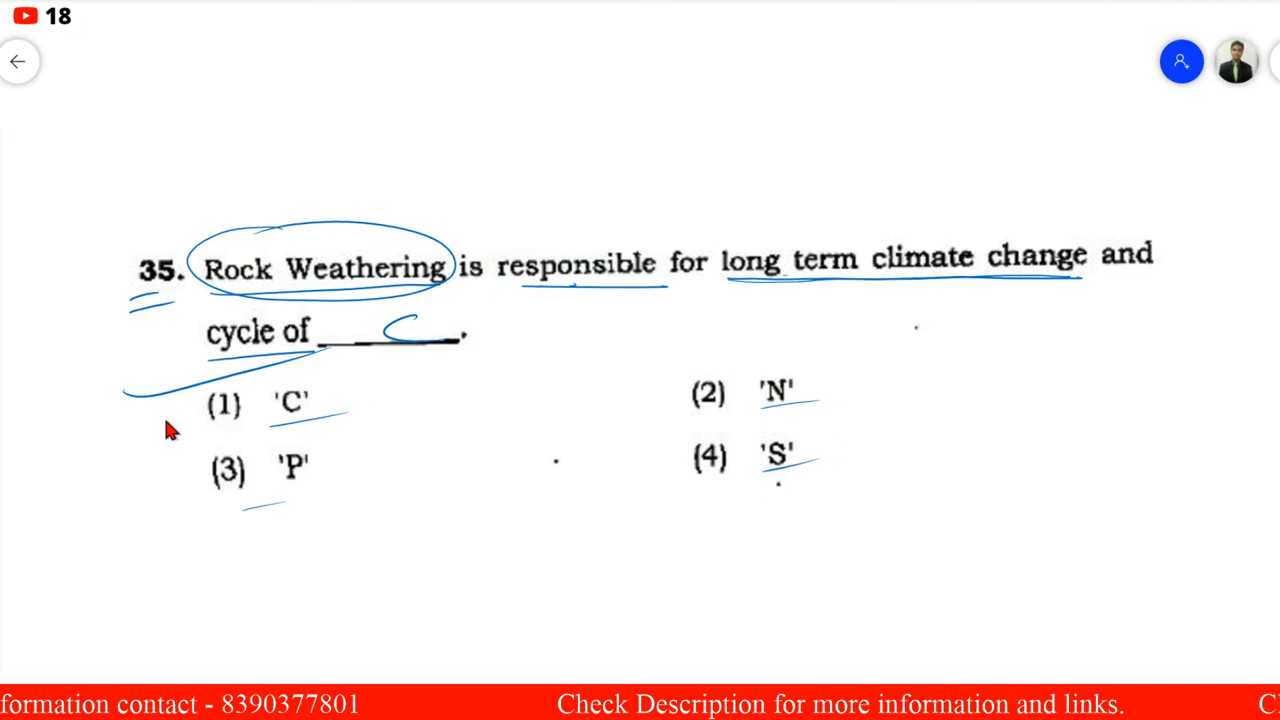 18
35. Rock Weathering is responsible for long term climate change and
cycle of ___C___.
(1) 'C'
(2) 'N'
(3) 'P'
(4) 'S'
formation contact - 8390377801 Check Description for more information and links. C